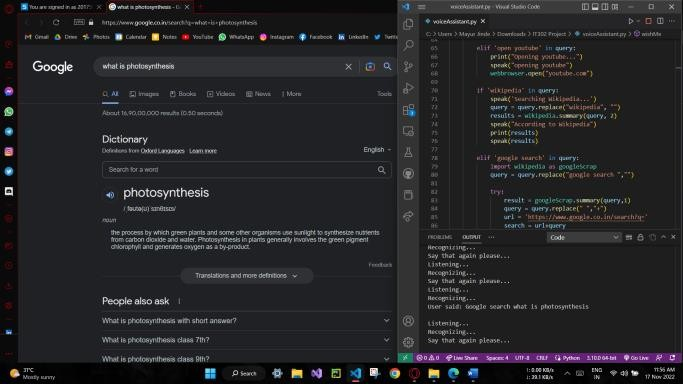 You are signed in as 2017
what is photosynthesis - G
https://www.google.co.in/search?q=what+is+photosynthesis
Gmail
Drive
Photos
Calendar
Notes
YouTube
WhatsApp
Instagram
Facebook
LinkedIn
Twitter
Google
what is photosynthesis
All
Images
Books
Videos
News
More
Tools
About 16,90,00,000 results (0.50 seconds)
Dictionary
Definitions from Oxford Languages · Learn more
English
Search for a word
photosynthesis
noun
the process by which green plants and some other organisms use sunlight to synthesize nutrients
from carbon dioxide and water. Photosynthesis in plants generally involves the green pigment
chlorophyll and generates oxygen as a by-product.
Feedback
Translations and more definitions
People also ask
What is photosynthesis with short answer?
What is photosynthesis class 7th?
What is photosynthesis class 9th?
voiceAssistant.py - Visual Studio Code
voiceAssistant.py
C: > Users > Mayur Jinde > Downloads > IT302 Project > voiceAssistant.py > wishMe
64
65 elif 'open youtube' in query:
66 print("Opening youtube...")
67 speak("opening youtube")
68 webbrowser.open("youtube.com")
69
70 if 'wikipedia' in query:
71 speak('Searching Wikipedia...')
72 query = query.replace("wikipedia", "")
73 results = wikipedia.summary(query, 2)
74 speak("According to Wikipedia")
75 print(results)
76 speak(results)
77
78 elif 'google search' in query:
79 import wikipedia as googleScrap
80 query = query.replace("google search ","")
81
82 try:
83 result = googleScrap.summary(query,1)
84 query = query.replace(" ","+")
85 url = 'https://www.google.co.in/search?q='
86 search = url+query
PROBLEMS
OUTPUT
Code
Recognizing...
Say that again please...
Listening...
Recognizing...
Say that again please...
Listening...
Recognizing...
User said: Google search what is photosynthesis
Listening...
Recognizing...
Say that again please...
0 0
Live Share
Spaces: 4
UTF-8
CRLF
Python
3.10.0 64-bit
Go Live
31°C
Mostly sunny
Search
0.00 KB/s
39.1 KB/s
ENG
IN
11:56 AM
17 Nov 2022